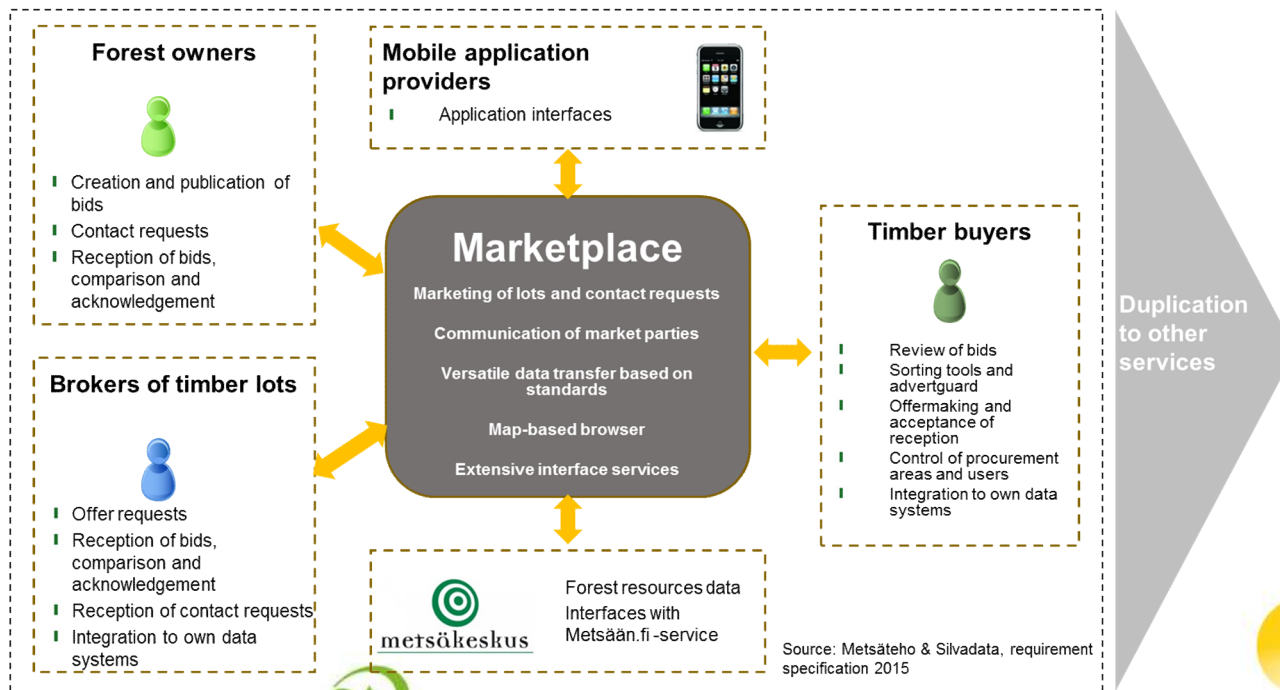 Forest owners
Creation and publication of
bids
Contact requests
Reception of bids,
comparison and
acknowledgement
Brokers of timber lots
Offer requests
Reception of bids,
comparison and
acknowledgement
Reception of contact requests
Integration to own data
systems
Mobile application
providers
Application interfaces
Marketplace
Marketing of lots and contact requests
Communication of market parties
Versatile data transfer based on
standards
Map-based browser
Extensive interface services
metsäkeskus
Forest resources data
Interfaces with
Metsään.fi -service
Timber buyers
Review of bids
Sorting tools and
advertguard
Offermaking and
acceptance of
reception
Control of procurement
areas and users
Integration to own data
systems
Source: Metsäteho & Silvadata, requirement
specification 2015
Duplication
to other
services